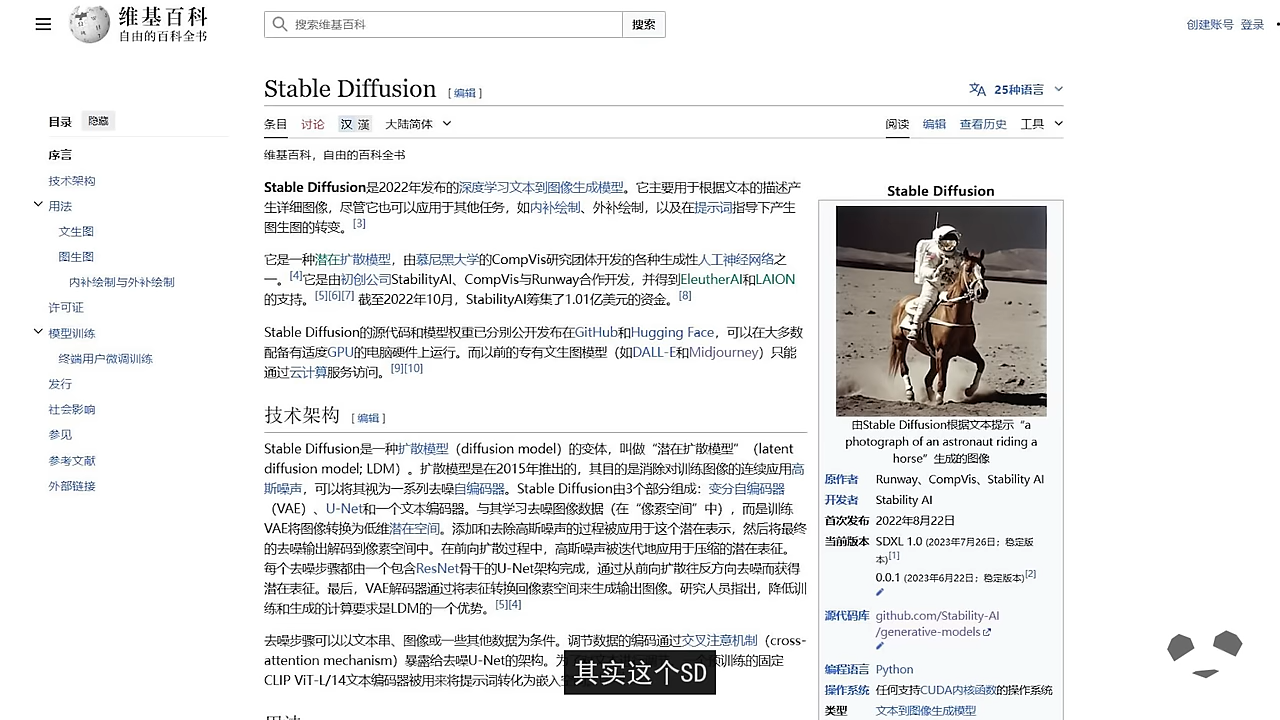 维基百科
自由的百科全书
搜索维基百科
搜索
创建账号 登录
目录 隐藏
序言
技术架构
用法
文生图
图生图
内补绘制与外补绘制
许可证
模型训练
终端用户微调训练
发行
社会影响
参见
参考文献
外部链接
Stable Diffusion [ 编辑 ]
25种语言
条目 讨论 汉 漢 大陆简体
阅读 编辑 查看历史 工具
维基百科，自由的百科全书
Stable Diffusion是2022年发布的深度学习文本到图像生成模型。它主要用于根据文本的描述产
生详细图像，尽管它也可以应用于其他任务，如内补绘制、外补绘制，以及在提示词指导下产生
图生图的转变。[3]
它是一种潜在扩散模型，由慕尼黑大学的CompVis研究团体开发的各种生成性人工神经网络之
一。[4]它是由初创公司StabilityAI、CompVis与Runway合作开发，并得到EleutherAI和LAION
的支持。[5][6][7] 截至2022年10月，StabilityAI筹集了1.01亿美元的资金。[8]
Stable Diffusion的源代码和模型权重已分别公开发布在GitHub和Hugging Face，可以在大多数
配备有适度GPU的电脑硬件上运行。而以前的专有文生图模型（如DALL-E和Midjourney）只能
通过云计算服务访问。[9][10]
技术架构 [ 编辑 ]
Stable Diffusion是一种扩散模型（diffusion model）的变体，叫做“潜在扩散模型”（latent
diffusion model; LDM）。扩散模型是在2015年推出的，其目的是消除对训练图像的连续应用高
斯噪声，可以将其视为一系列去噪自编码器。Stable Diffusion由3个部分组成：变分自编码器
（VAE）、U-Net和一个文本编码器。与其学习去噪图像数据（在“像素空间”中），而是训练
VAE将图像转换为低维潜在空间。添加和去除高斯噪声的过程被应用于这个潜在表示，然后将最终
的去噪输出解码到像素空间中。在前向扩散过程中，高斯噪声被迭代地应用于压缩的潜在表征。
每个去噪步骤都由一个包含ResNet骨干的U-Net架构完成，通过从前向扩散往反方向去噪而获得
潜在表征。最后，VAE解码器通过将表征转换回像素空间来生成输出图像。研究人员指出，降低训
练和生成的计算要求是LDM的一个优势。[5][4]
去噪步骤可以以文本串、图像或一些其他数据为条件。调节数据的编码通过交叉注意机制（cross-
attention mechanism）暴露给去噪U-Net的架构。为 训练的固定
CLIP ViT-L/14文本编码器被用来将提示词转化为嵌入
其实这个SD
Stable Diffusion
由Stable Diffusion根据文本提示“a
photograph of an astronaut riding a
horse”生成的图像
原作者 Runway、CompVis、Stability AI
开发者 Stability AI
首次发布 2022年8月22日
当前版本 SDXL 1.0 (2023年7月26日；稳定版
本)[1]
0.0.1 (2023年6月22日；稳定版本)[2]
源代码库 github.com/Stability-AI
/generative-models
编程语言 Python
操作系统 任何支持CUDA内核函数的操作系统
类型 文本到图像生成模型